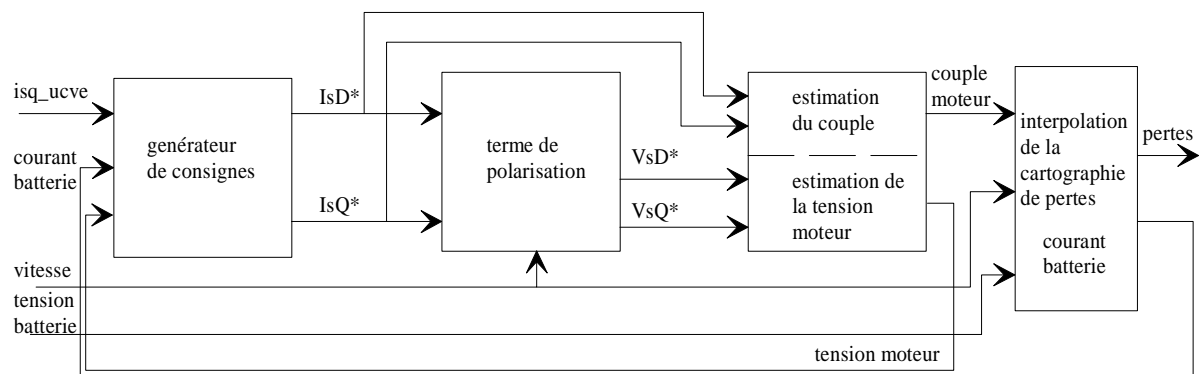 isq_ucve
courant
batterie
genérateur
de consignes
IsD*
IsQ*
terme de
polarisation
VsD*
VsQ*
estimation
du couple
estimation de
la tension
moteur
couple
moteur
interpolation
de la
cartographie
de pertes
courant
batterie
pertes
vitesse
tension
batterie
tension moteur